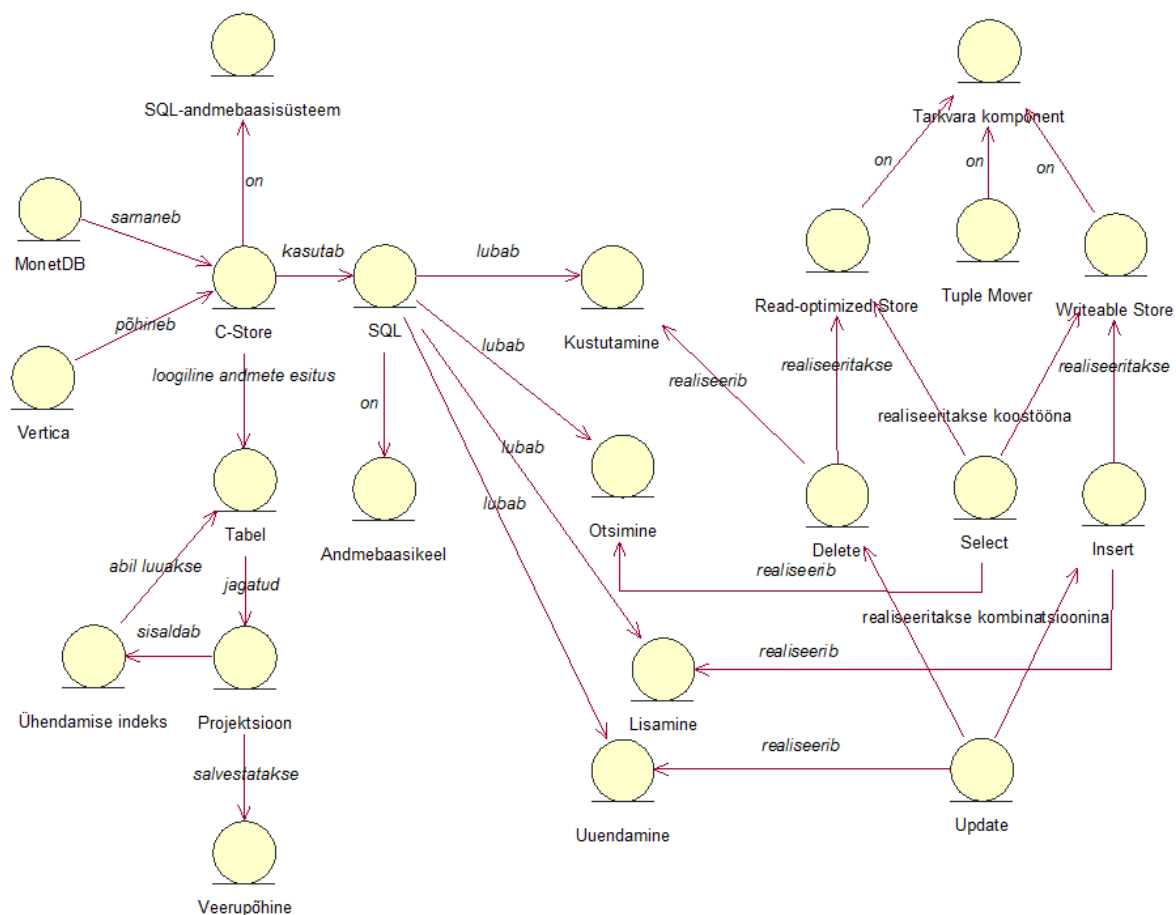 SQL-andmebaasisüsteem
Tarkvara komponent
on
on
on
on
sarnaneb
MonetDB
kasutab
lubab
C-Store
SQL
Kustutamine
Read-optimized Store
Tuple Mover
Writeable Store
põhineb
lubab
loogiline andmete esitus
realiseerib
realiseeritakse
realiseeritakse
Vertica
on
realiseeritakse koostööna
lubab
lubab
Tabel
Andmebaasikeel
Otsimine
Delete
Select
Insert
abil luuakse
jagatud
realiseerib
realiseeritakse kombinatsioonina
sisaldab
realiseerib
Ühendamise indeks
Projektsioon
Lisamine
salvestatakse
realiseerib
Uuendamine
Update
Veerupõhine